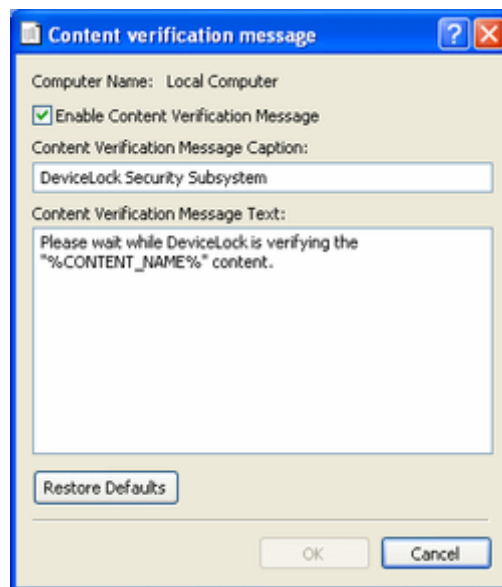 Content verification message
Computer Name: Local Computer
Enable Content Verification Message
Content Verification Message Caption:
DeviceLock Security Subsystem
Content Verification Message Text:
Please wait while DeviceLock is verifying the
"%CONTENT_NAME%" content.
Restore Defaults
OK Cancel